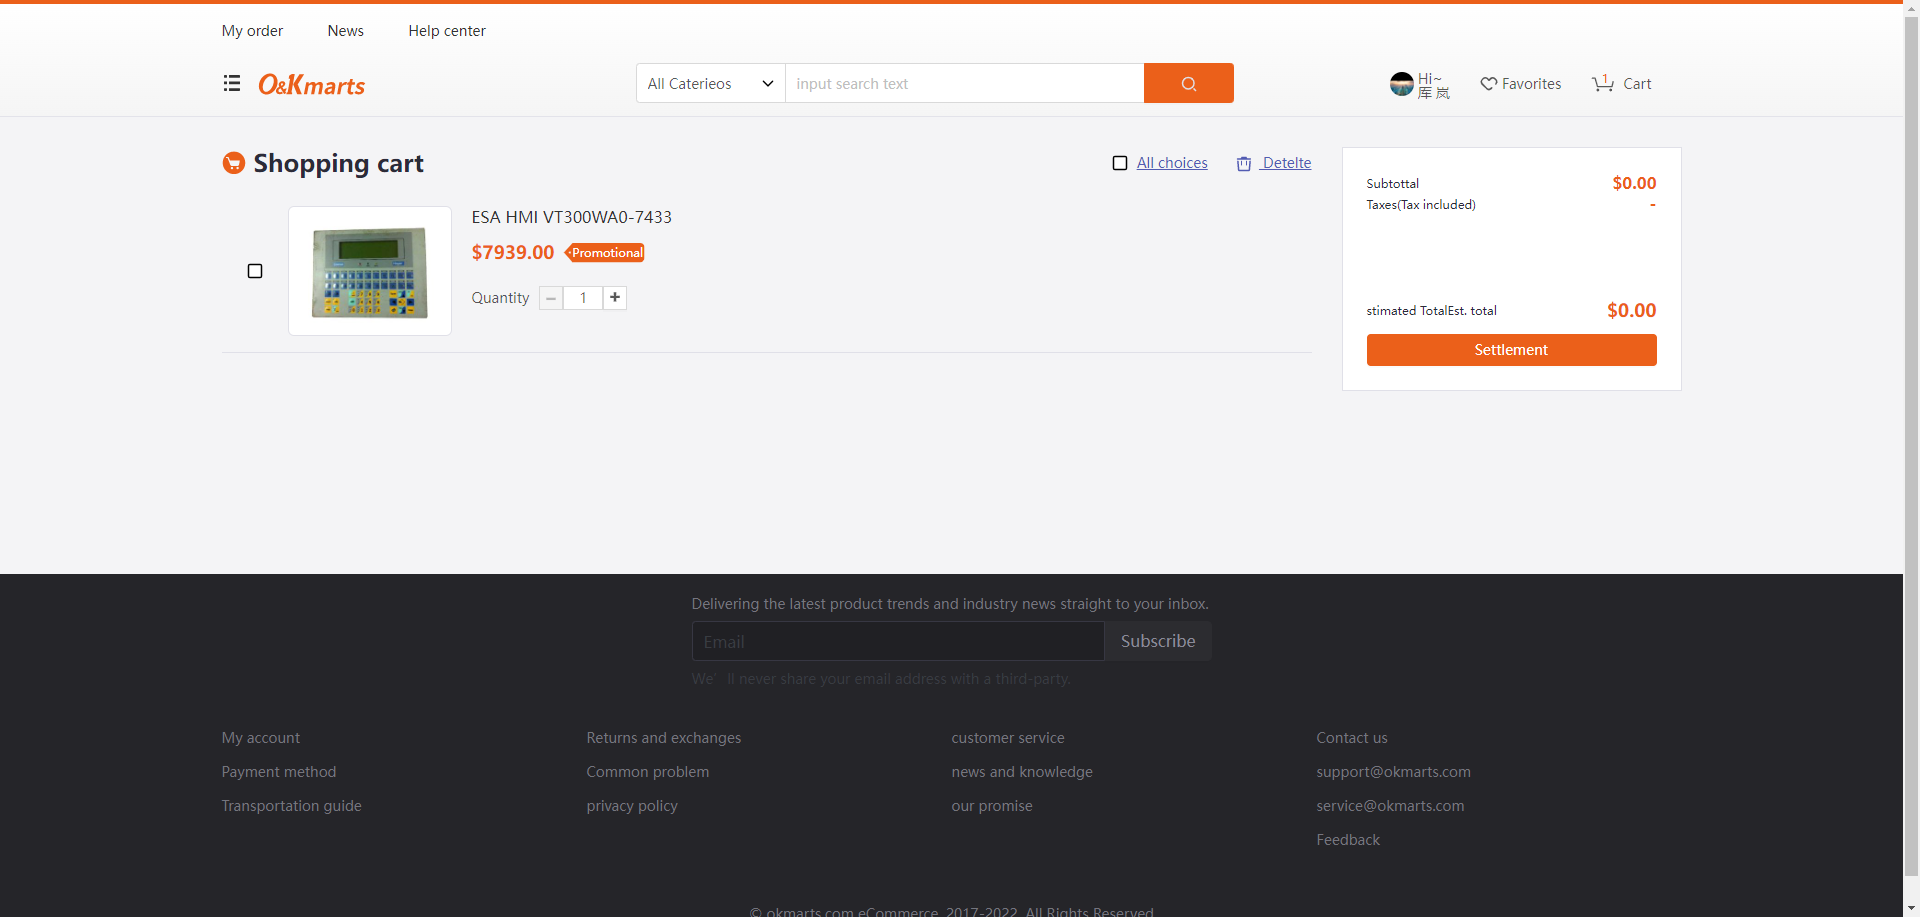 My order News Help center
O&Kmarts All Caterieos input search text Hi~ Favorites 1 Cart
库 岚
Shopping cart All choices Detelte
ESA HMI VT300WA0-7433
$7939.00 Promotional
Quantity − 1 +
Subtottal $0.00
Taxes(Tax included) -
stimated TotalEst. total $0.00
Settlement
Delivering the latest product trends and industry news straight to your inbox.
Email Subscribe
We' ll never share your email address with a third-party.
My account Returns and exchanges customer service Contact us
Payment method Common problem news and knowledge support@okmarts.com
Transportation guide privacy policy our promise service@okmarts.com
Feedback
© okmarts.com eCommerce, 2017-2022. All Rights Reserved